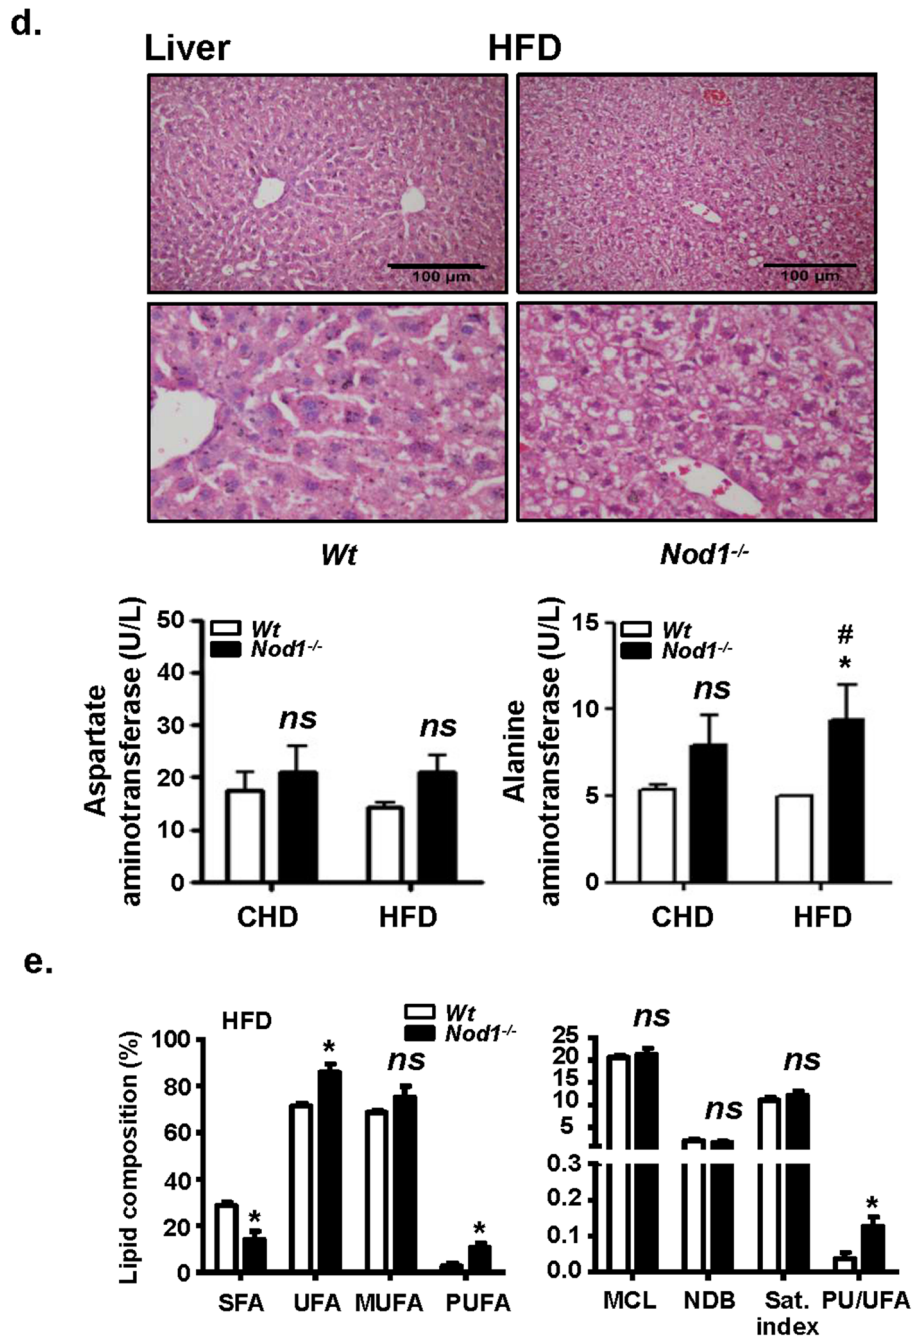 d.
Liver HFD
100 µm 100 µm
Wt Nod1-/-
Aspartate
aminotransferase (U/L)
50
40
30
20
10
0
Wt
Nod1-/-
ns
ns
CHD HFD
Alanine
aminotransferase (U/L)
15
10
5
0
Wt
Nod1-/-
ns
#
*
CHD HFD
e.
Lipid composition (%)
HFD
Wt
Nod1-/-
100
80
60
40
20
0
*
*
ns
*
SFA UFA MUFA PUFA
25
20
15
10
5
0.3
0.2
0.1
0.0
ns
ns
ns
*
MCL NDB Sat. PU/UFA
index